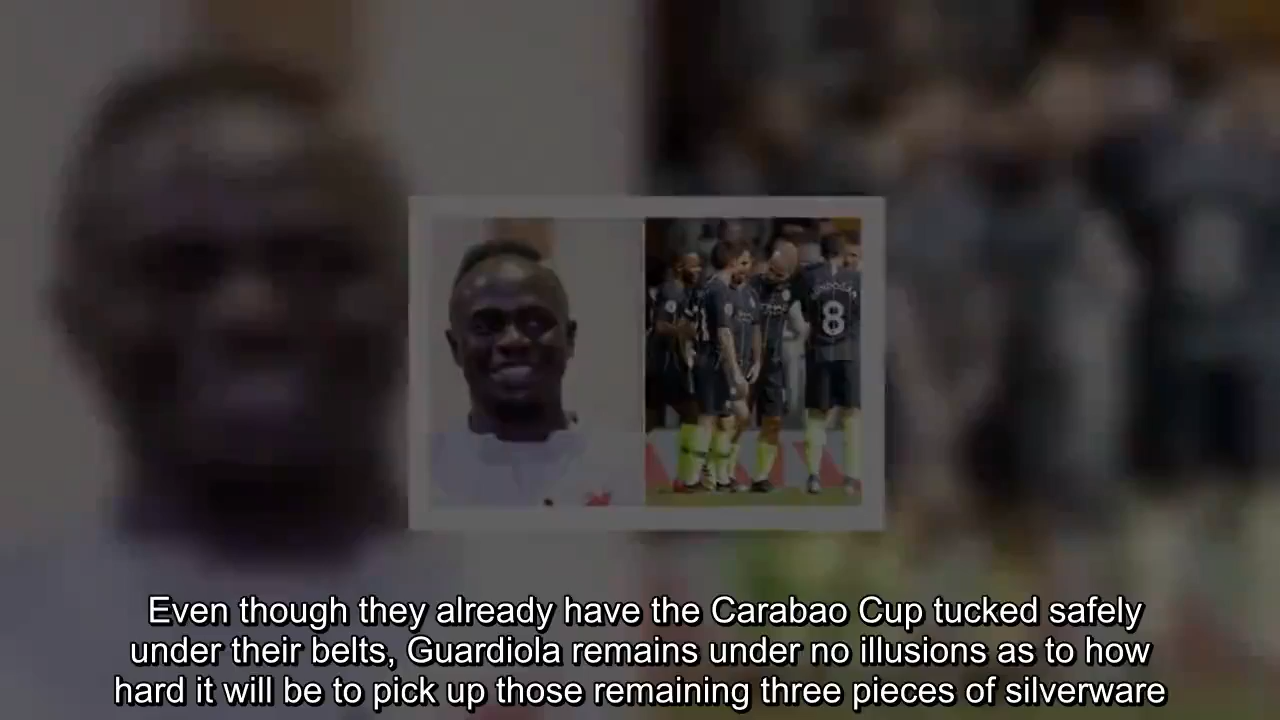 8
Even though they already have the Carabao Cup tucked safely
under their belts, Guardiola remains under no illusions as to how
hard it will be to pick up those remaining three pieces of silverware